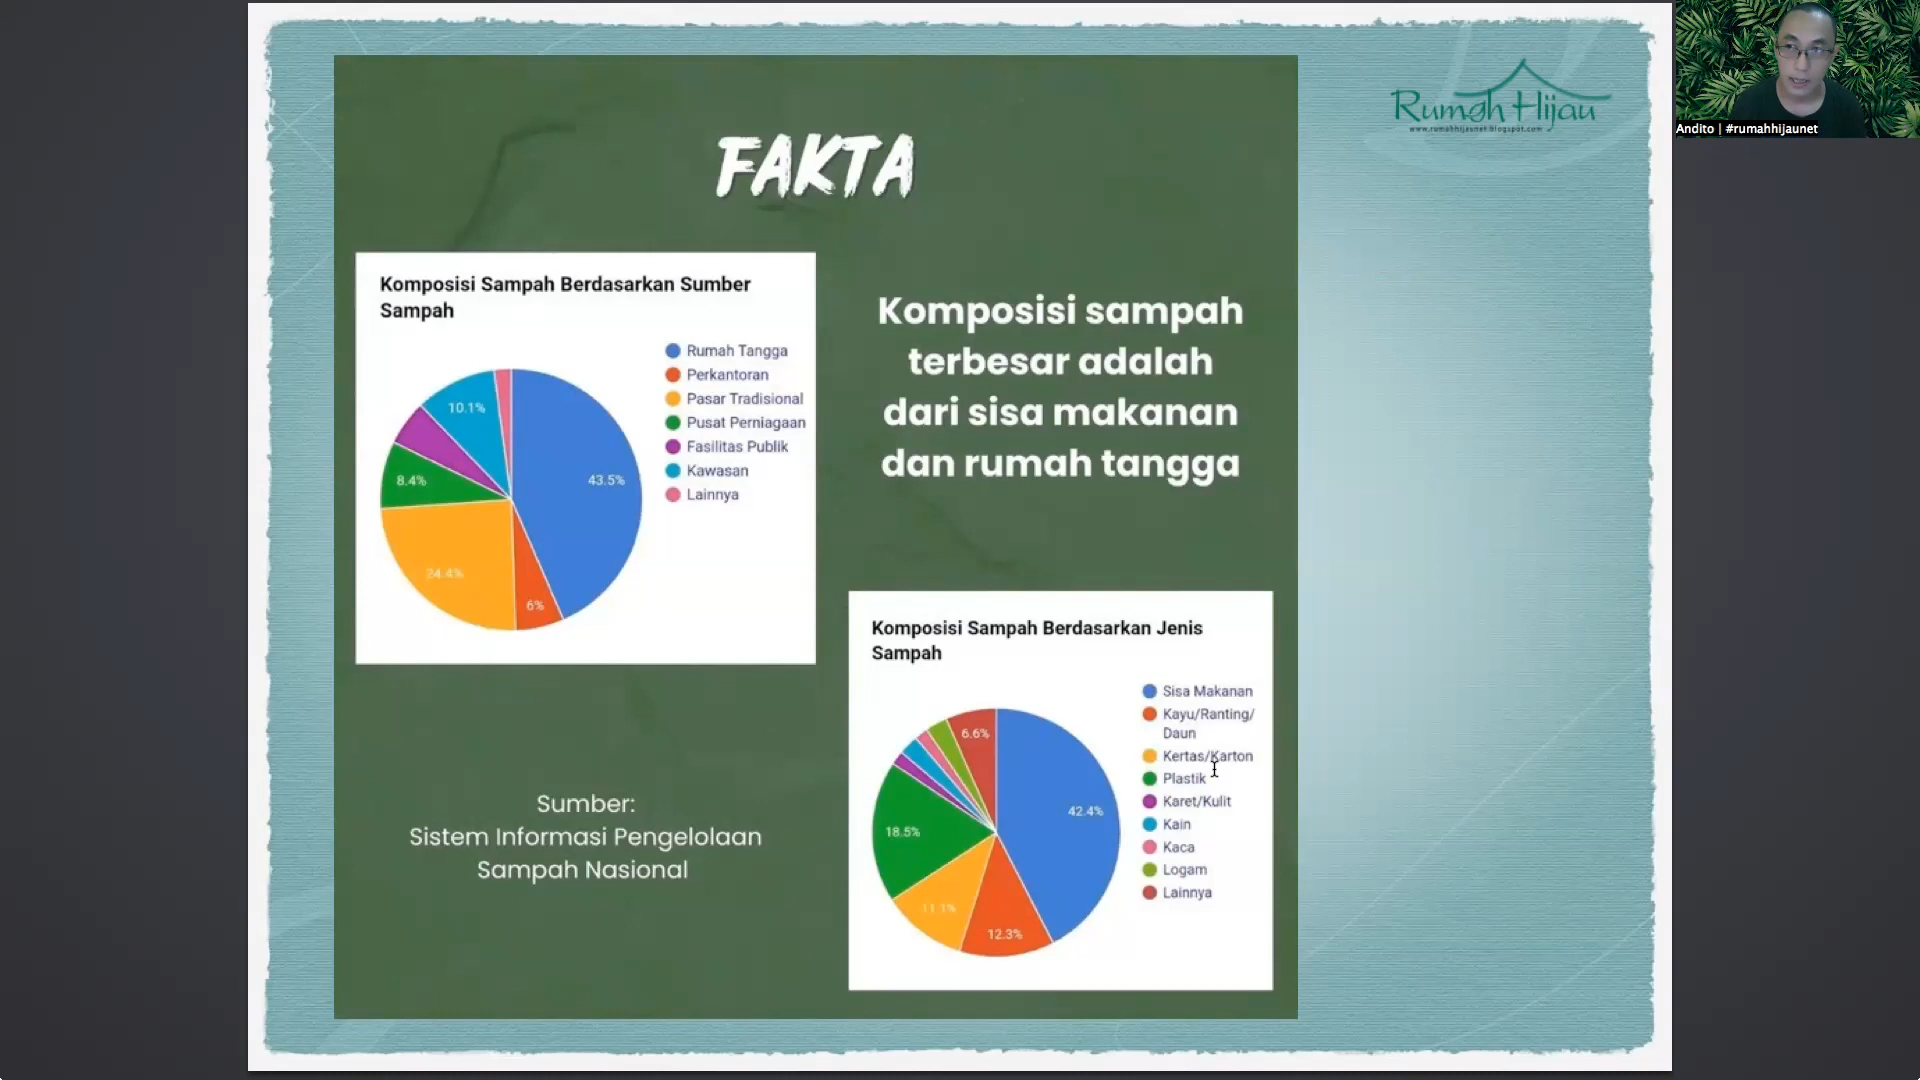 FAKTA
Komposisi Sampah Berdasarkan Sumber
Sampah
Rumah Tangga
Perkantoran
Pasar Tradisional
Pusat Perniagaan
Fasilitas Publik
Kawasan
Lainnya
10.1%
8.4%
43.5%
24.4%
6%
Komposisi sampah
terbesar adalah
dari sisa makanan
dan rumah tangga
Komposisi Sampah Berdasarkan Jenis
Sampah
Sisa Makanan
Kayu/Ranting/
Daun
Kertas/Karton
Plastik
Karet/Kulit
Kain
Kaca
Logam
Lainnya
6.6%
42.4%
18.5%
11.1%
12.3%
Sumber:
Sistem Informasi Pengelolaan
Sampah Nasional
Rumah Hijau
www.rumahhijaunet.blogspot.com
Andito | #rumahhijaunet